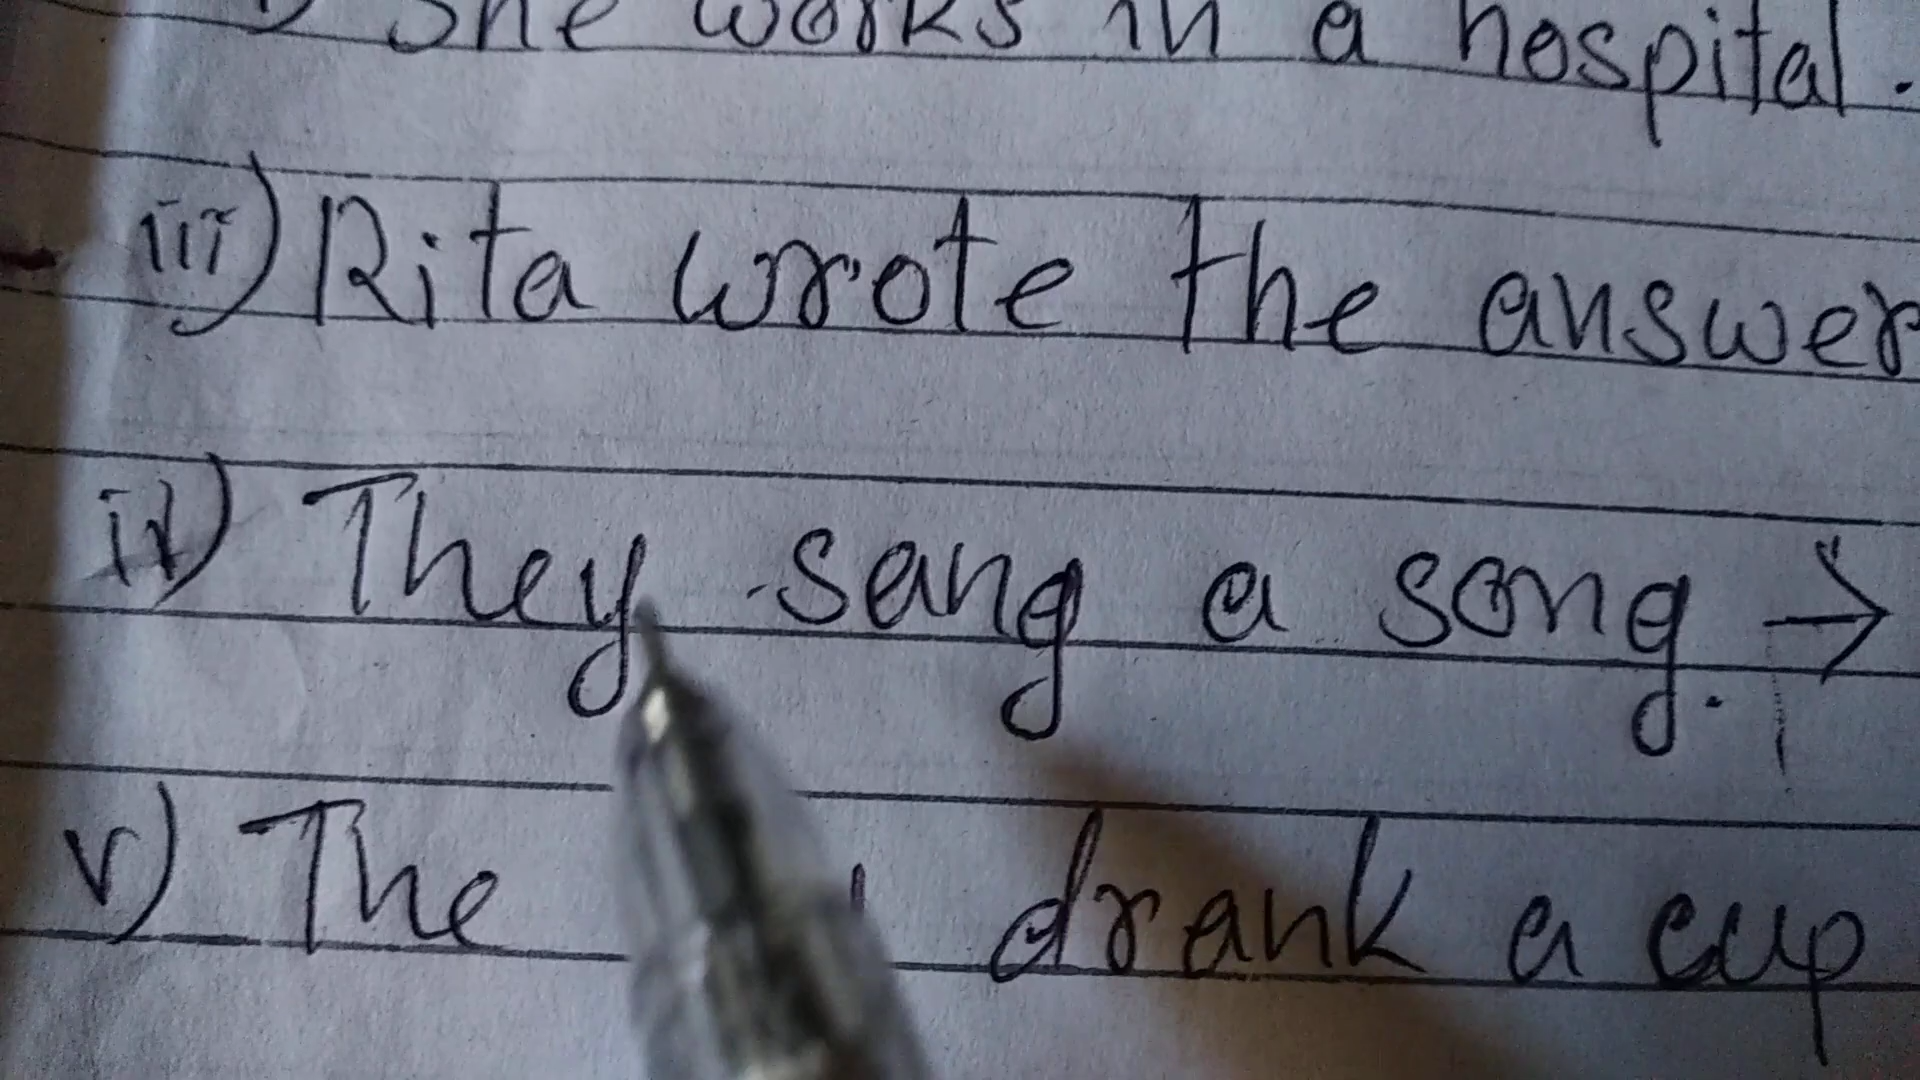 She works in a hospital.
iii) Rita wrote the answer
iv) They sang a song. →
v) The drank a cup